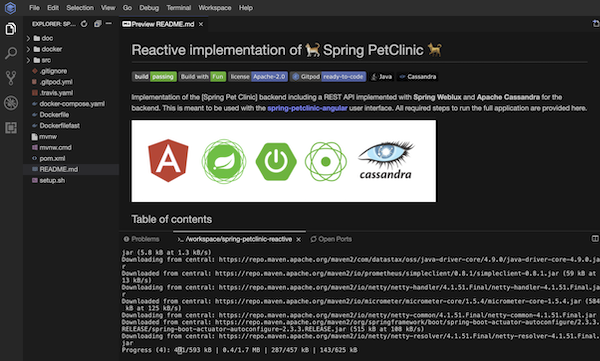 File Edit Selection View Go Debug Terminal Workspace Help
EXPLORER: SP...
Preview README.md ×
doc
docker
src
.gitignore
.gitpod.yml
.travis.yaml
docker-compose.yaml
Dockerfile
Dockerfilefast
mvnw
mvnw.cmd
pom.xml
README.md
setup.sh
Reactive implementation of Spring PetClinic
build passing Build with Fun license Apache-2.0 Gitpod ready-to-code Java Cassandra
Implementation of the [Spring Pet Clinic] backend including a REST API implemented with Spring Weblux and Apache Cassandra for the
backend. This is meant to be used with the spring-petclinic-angular user interface. All required steps to run the full application are provided here.
A
cassandra
Table of contents
Problems >_ /workspace/spring-petclinic-reactive × Open Ports
jar (5.8 kB at 1.3 kB/s)
Downloaded from central: https://repo.maven.apache.org/maven2/com/datastax/oss/java-driver-core/4.9.0/java-driver-core-4.9.0.ja
r
Downloaded from central: https://repo.maven.apache.org/maven2/io/prometheus/simpleclient/0.8.1/simpleclient-0.8.1.jar (59 kB at
13 kB/s)
Downloading from central: https://repo.maven.apache.org/maven2/io/netty/netty-handler/4.1.51.Final/netty-handler-4.1.51.Final.jar
Downloaded from central: https://repo.maven.apache.org/maven2/io/micrometer/micrometer-core/1.5.4/micrometer-core-1.5.4.jar (584
kB at 125 kB/s)
Downloading from central: https://repo.maven.apache.org/maven2/io/netty/netty-common/4.1.51.Final/netty-common-4.1.51.Final.jar
Downloaded from central: https://repo.maven.apache.org/maven2/org/springframework/boot/spring-boot-actuator-autoconfigure/2.3.3.
RELEASE/spring-boot-actuator-autoconfigure-2.3.3.RELEASE.jar (515 kB at 108 kB/s)
Downloading from central: https://repo.maven.apache.org/maven2/io/netty/netty-resolver/4.1.51.Final/netty-resolver-4.1.51.Final.
jar
Progress (4): /593 kB | 0.4/1.7 MB | 287/457 kB | 143/625 kB